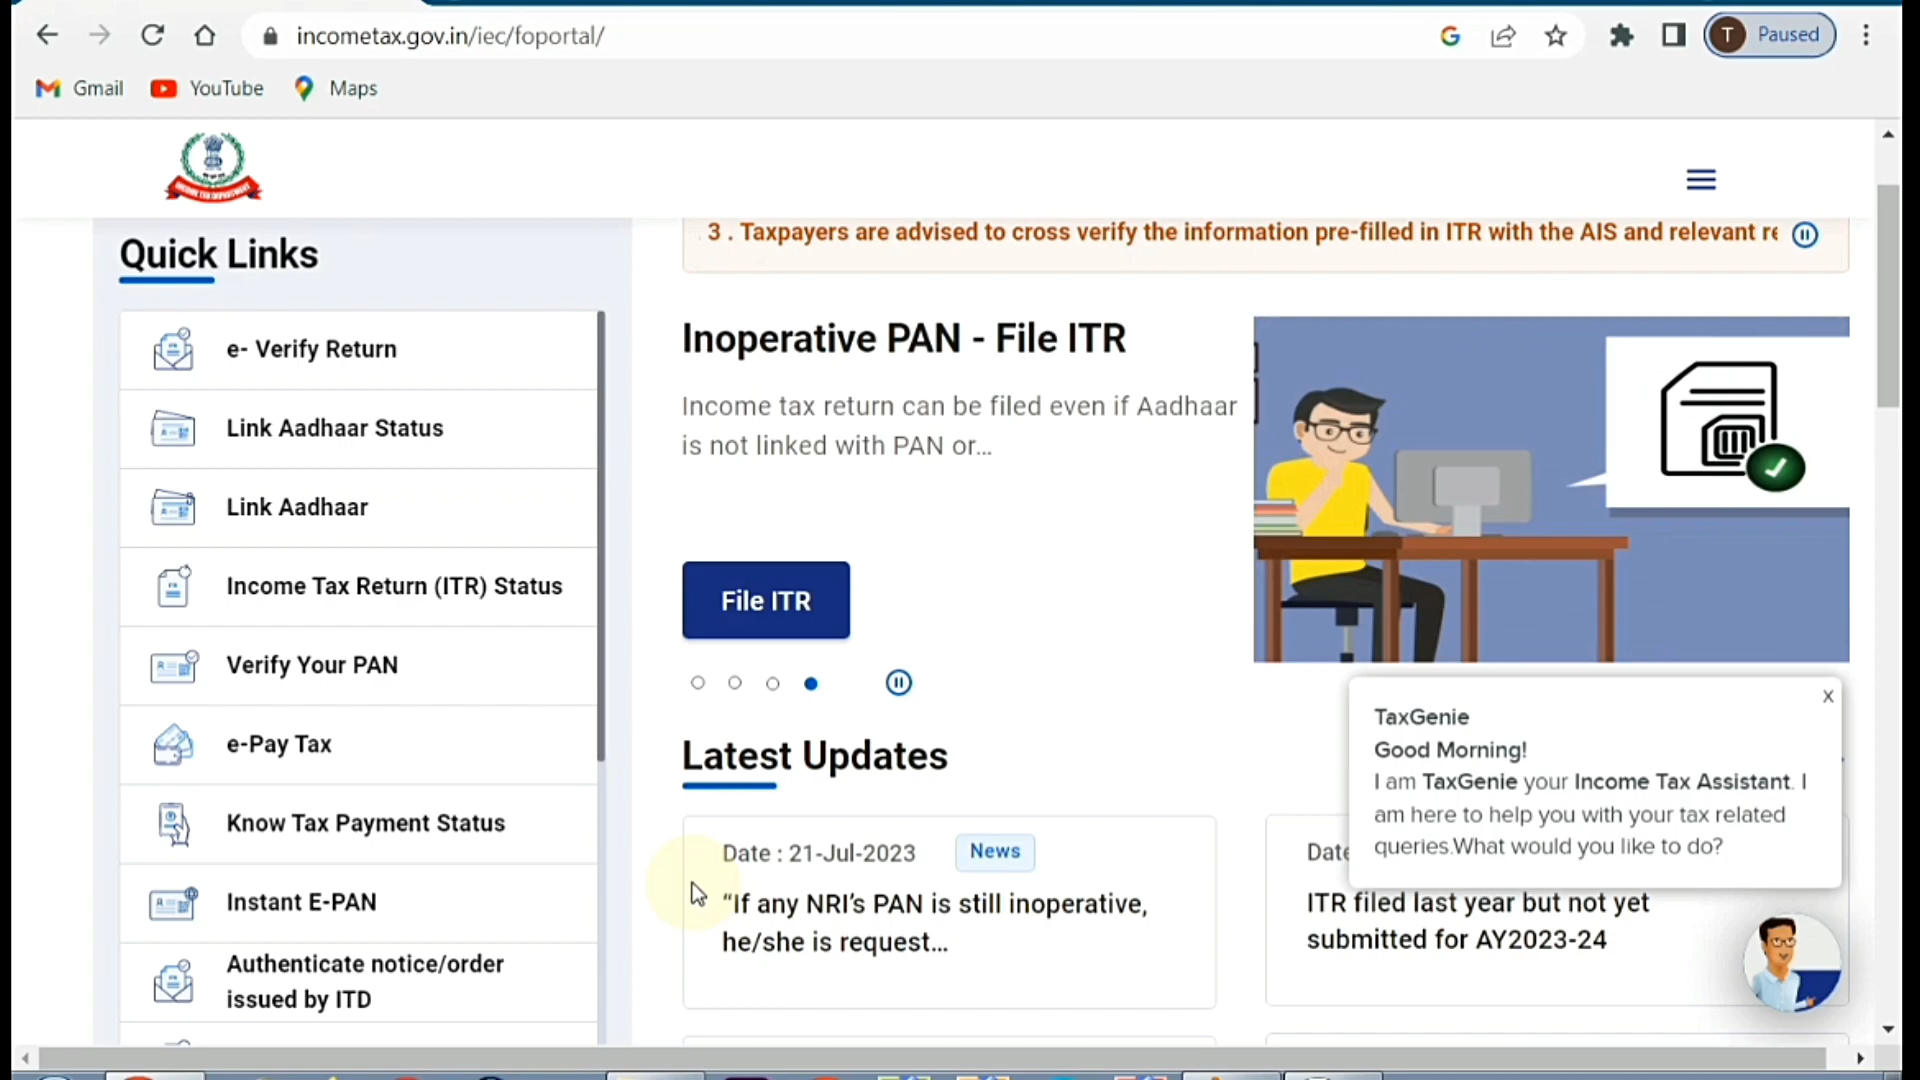 incometax.gov.in/iec/foportal/
T Paused
Gmail YouTube Maps
INCOME TAX DEPARTMENT
Quick Links
e- Verify Return
Link Aadhaar Status
Link Aadhaar
Income Tax Return (ITR) Status
Verify Your PAN
e-Pay Tax
Know Tax Payment Status
Instant E-PAN
Authenticate notice/order
issued by ITD
3 . Taxpayers are advised to cross verify the information pre-filled in ITR with the AIS and relevant re
Inoperative PAN - File ITR
Income tax return can be filed even if Aadhaar
is not linked with PAN or...
File ITR
Latest Updates
Date : 21-Jul-2023 News
“If any NRI’s PAN is still inoperative,
he/she is request...
Date
ITR filed last year but not yet
submitted for AY2023-24
x
TaxGenie
Good Morning!
I am TaxGenie your Income Tax Assistant. I
am here to help you with your tax related
queries.What would you like to do?